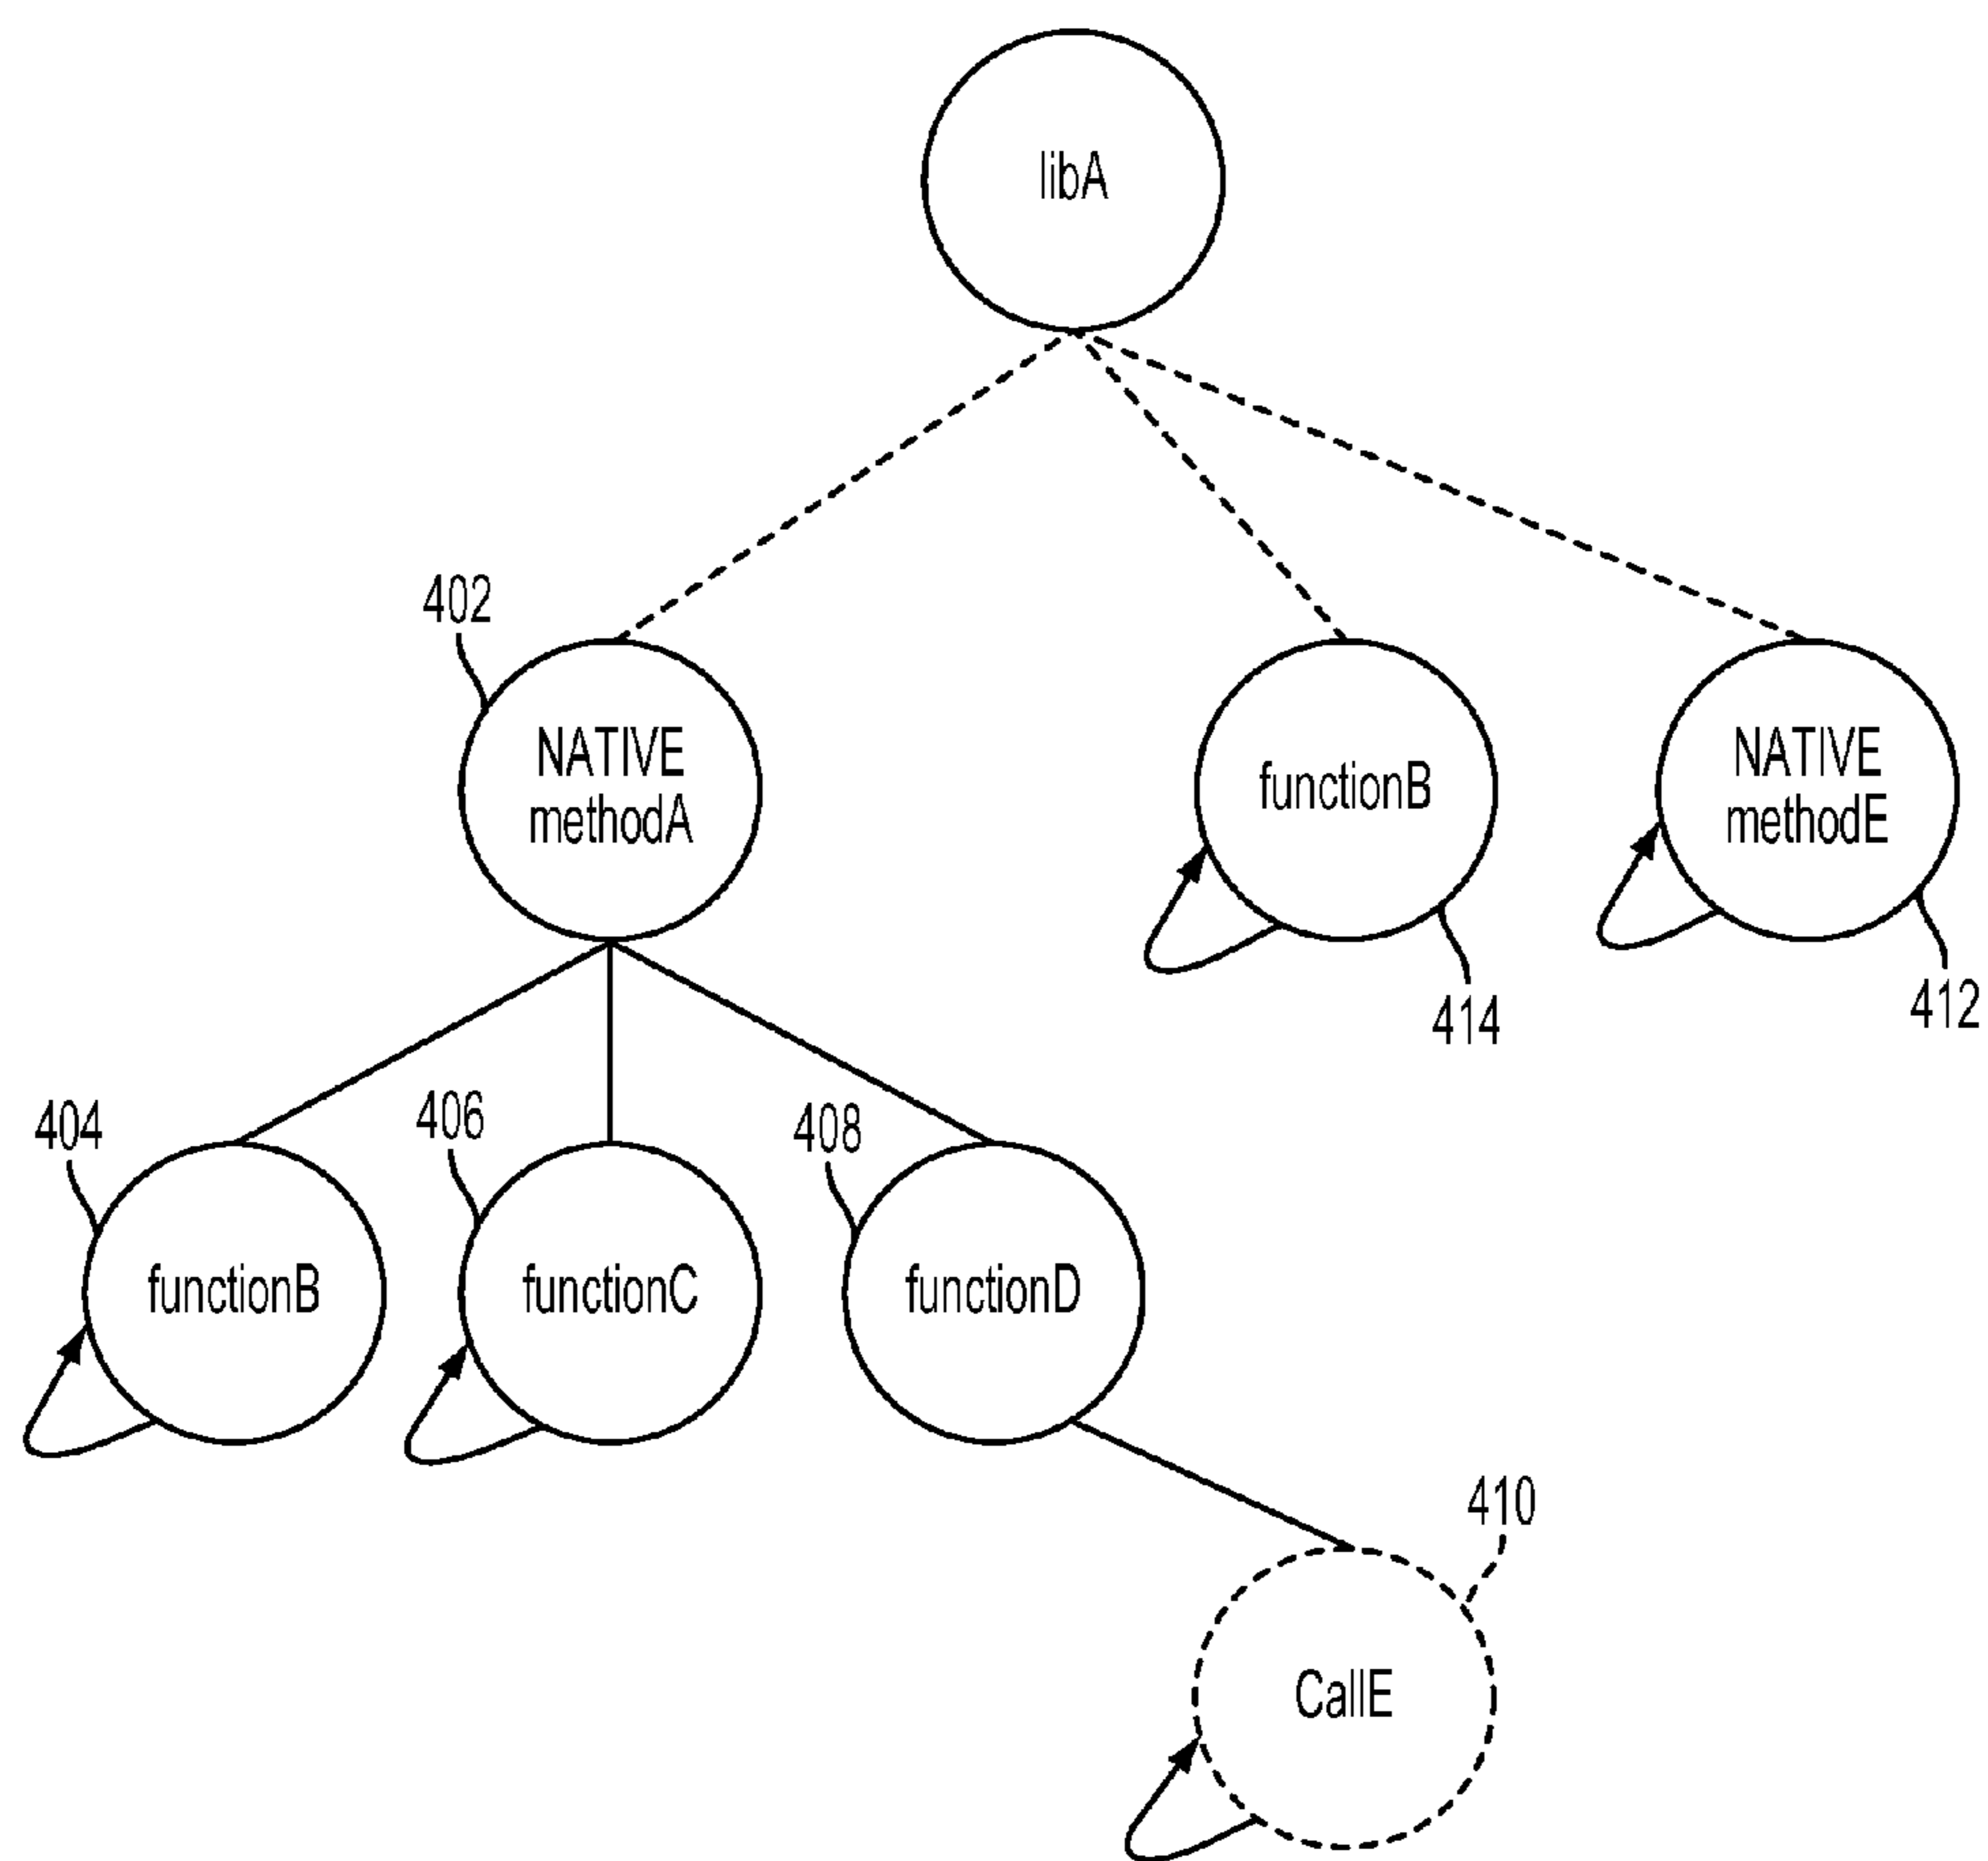 libA
402
NATIVE
methodA
functionB
NATIVE
methodE
414
412
404
406
408
functionB
functionC
functionD
410
CallE